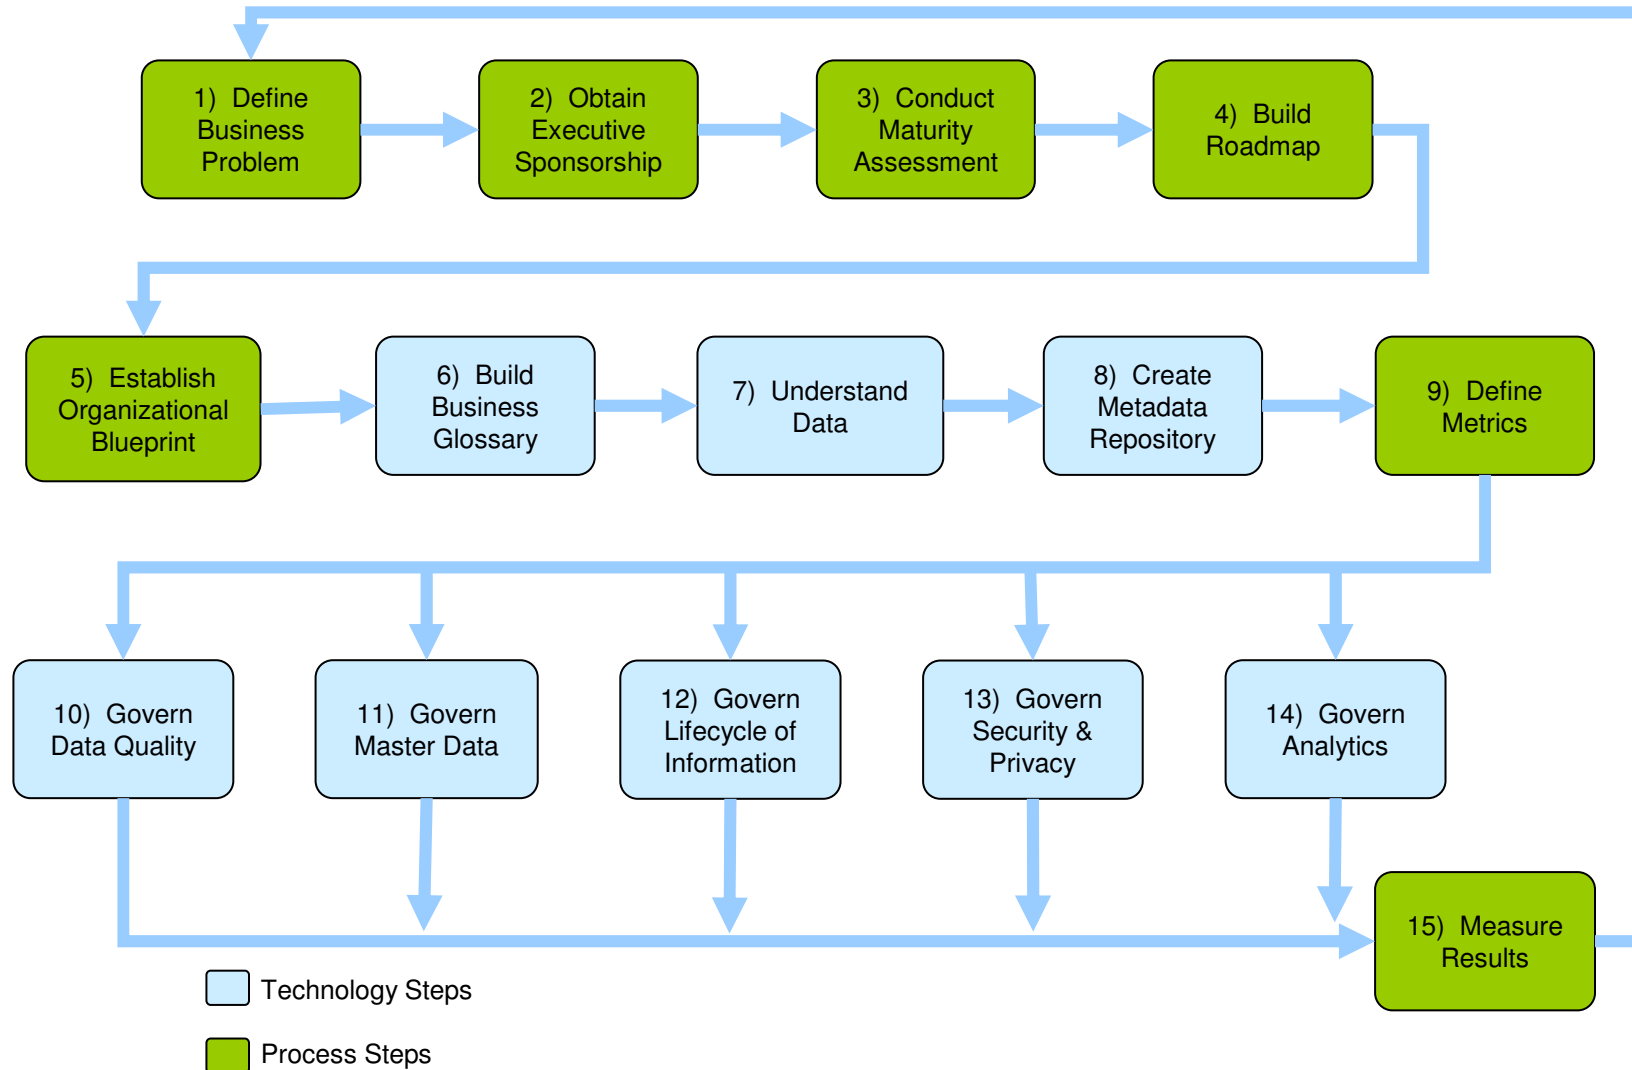 1) Define
Business
Problem
2) Obtain
Executive
Sponsorship
3) Conduct
Maturity
Assessment
4) Build
Roadmap
5) Establish
Organizational
Blueprint
6) Build
Business
Glossary
7) Understand
Data
8) Create
Metadata
Repository
9) Define
Metrics
10) Govern
Data Quality
11) Govern
Master Data
12) Govern
Lifecycle of
Information
13) Govern
Security &
Privacy
14) Govern
Analytics
15) Measure
Results
Technology Steps
Process Steps